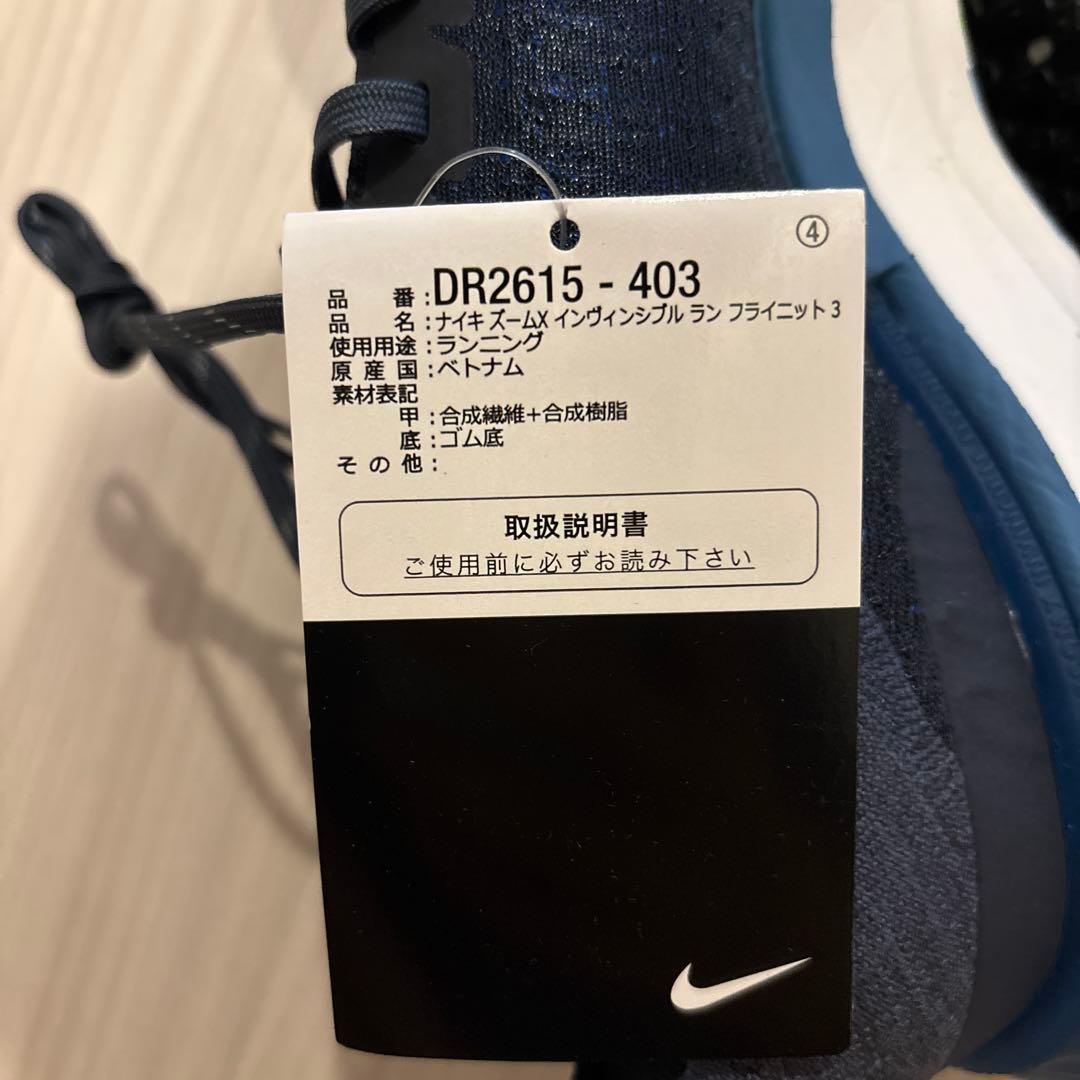 ④
品 番:DR2615 - 403
品 名:ナイキ ズームX インヴィンシブル ラン フライニット 3
使用用途:ランニング
原産国:ベトナム
素材表記
甲:合成繊維+合成樹脂
底:ゴム底
その他:
取扱説明書
ご使用前に必ずお読み下さい